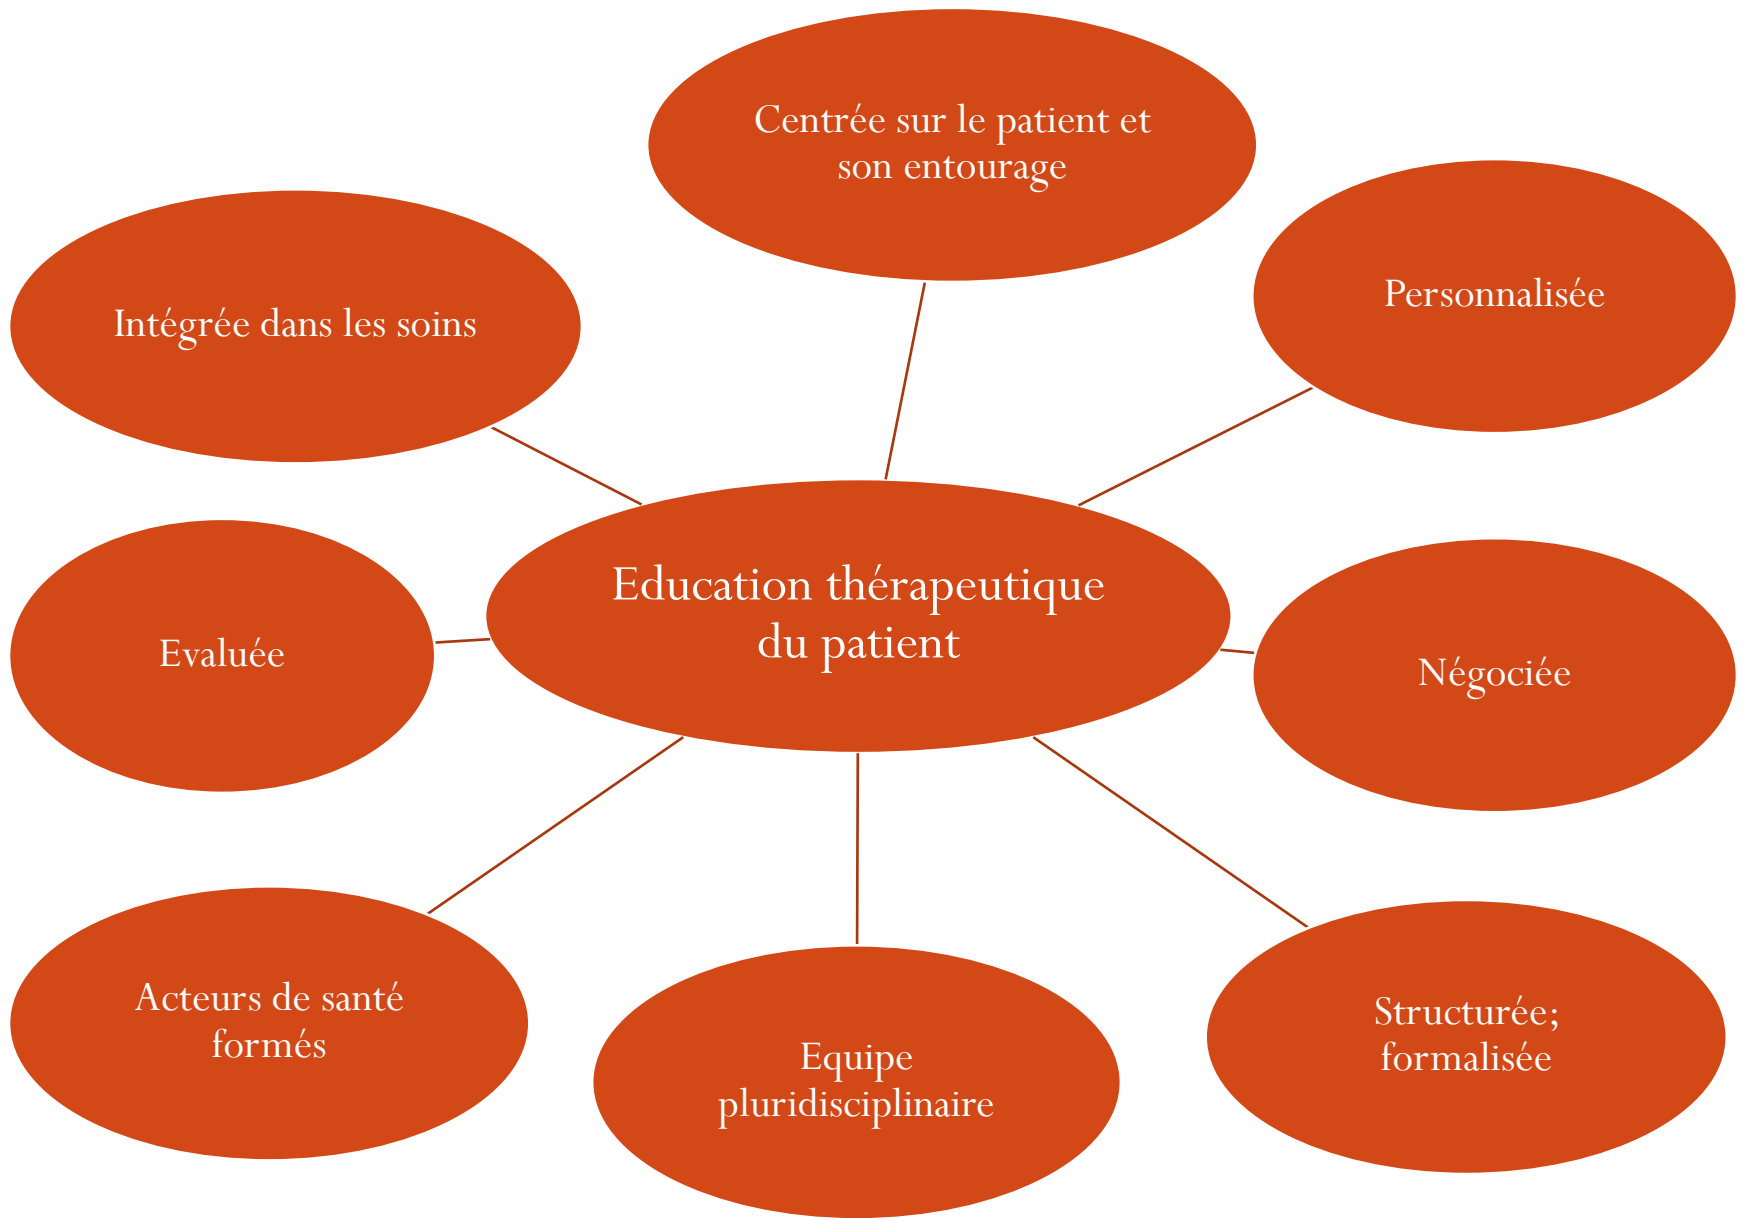 Centrée sur le patient et
son entourage
Personnalisée
Intégrée dans les soins
Education thérapeutique
du patient
Evaluée
Négociée
Acteurs de santé
formés
Equipe
pluridisciplinaire
Structurée;
formalisée